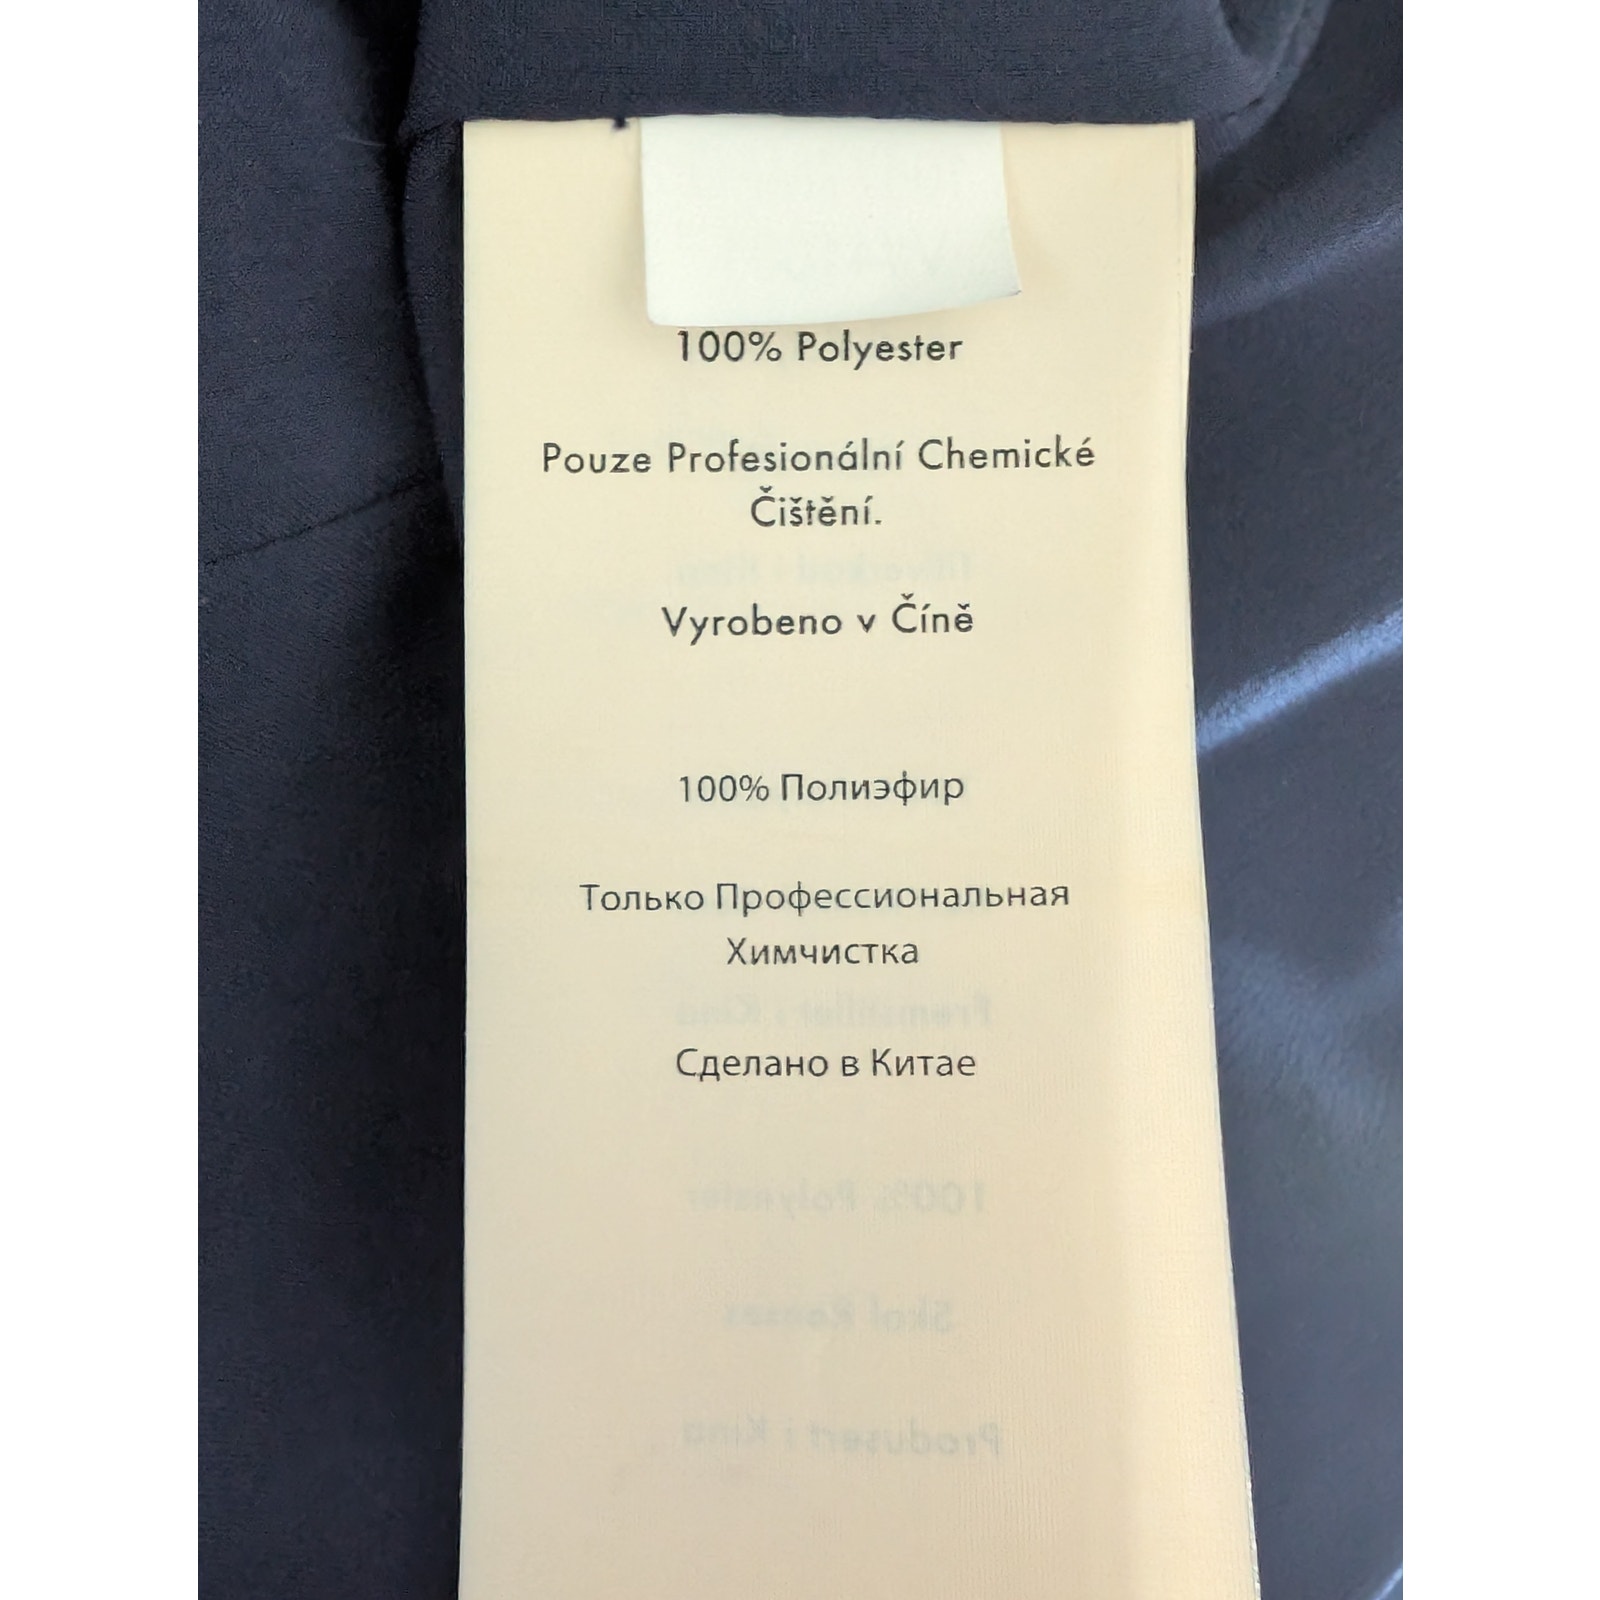 100% Polyester
Pouze Profesionální Chemické
Čištění.
Vyrobeno v Číně
100% Полиэфир
Только Профессиональная
Химчистка
Сделано в Китае